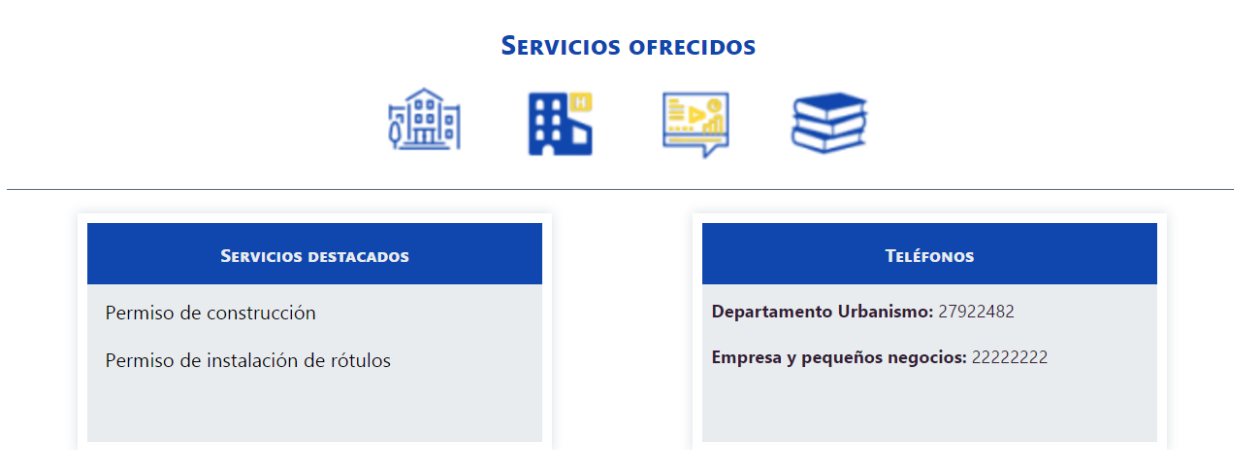 Servicios ofrecidos
H
Servicios destacados
Permiso de construcción
Permiso de instalación de rótulos
Teléfonos
Departamento Urbanismo: 27922482
Empresa y pequeños negocios: 22222222